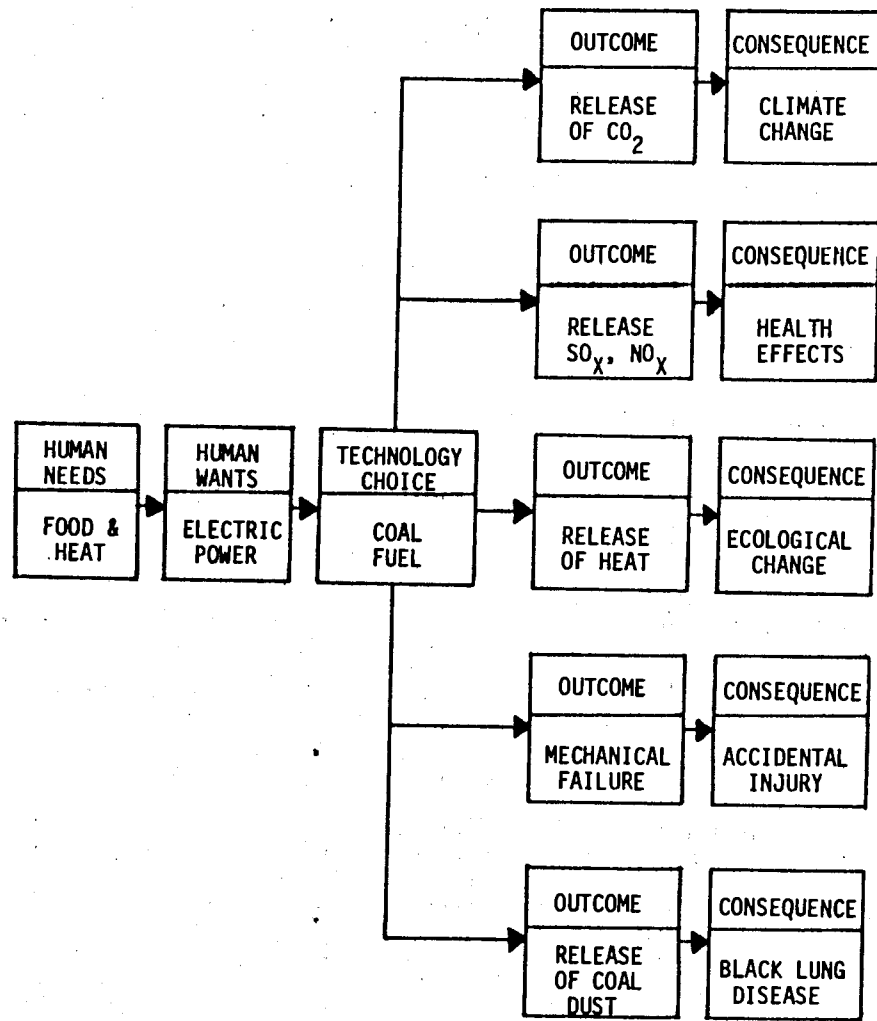 OUTCOME
RELEASE
OF CO2
CONSEQUENCE
CLIMATE
CHANGE
OUTCOME
RELEASE
SOX, NOX
CONSEQUENCE
HEALTH
EFFECTS
HUMAN
NEEDS
FOOD &
HEAT
HUMAN
WANTS
ELECTRIC
POWER
TECHNOLOGY
CHOICE
COAL
FUEL
OUTCOME
RELEASE
OF HEAT
CONSEQUENCE
ECOLOGICAL
CHANGE
OUTCOME
MECHANICAL
FAILURE
CONSEQUENCE
ACCIDENTAL
INJURY
OUTCOME
RELEASE
OF COAL
DUST
CONSEQUENCE
BLACK LUNG
DISEASE